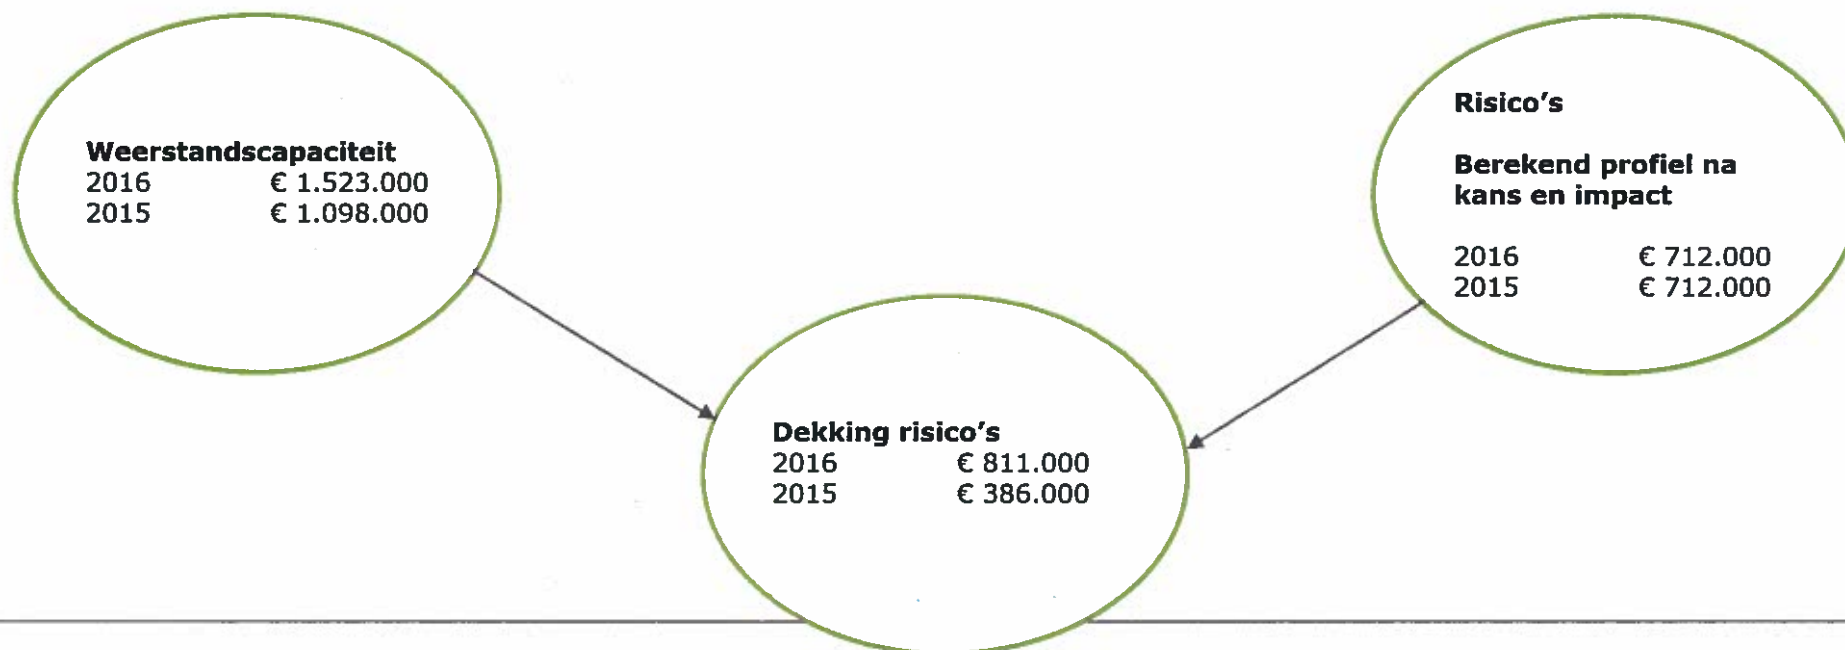 Weerstandscapaciteit
2016 € 1.523.000
2015 € 1.098.000
Risico's
Berekend profiel na
kans en impact
2016 € 712.000
2015 € 712.000
Dekking risico's
2016 € 811.000
2015 € 386.000